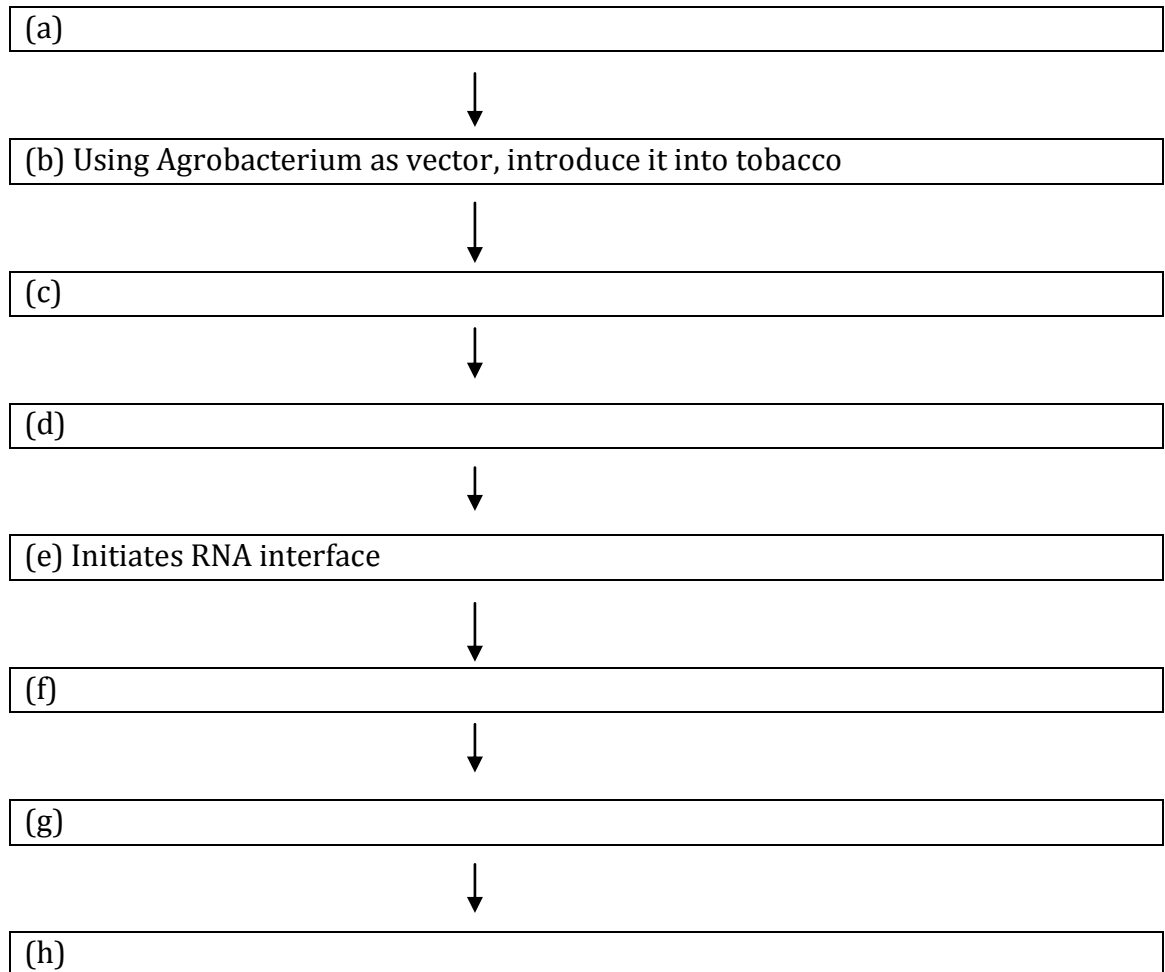 (a)
(b) Using Agrobacterium as vector, introduce it into tobacco
(c)
(d)
(e) Initiates RNA interface
(f)
(g)
(h)